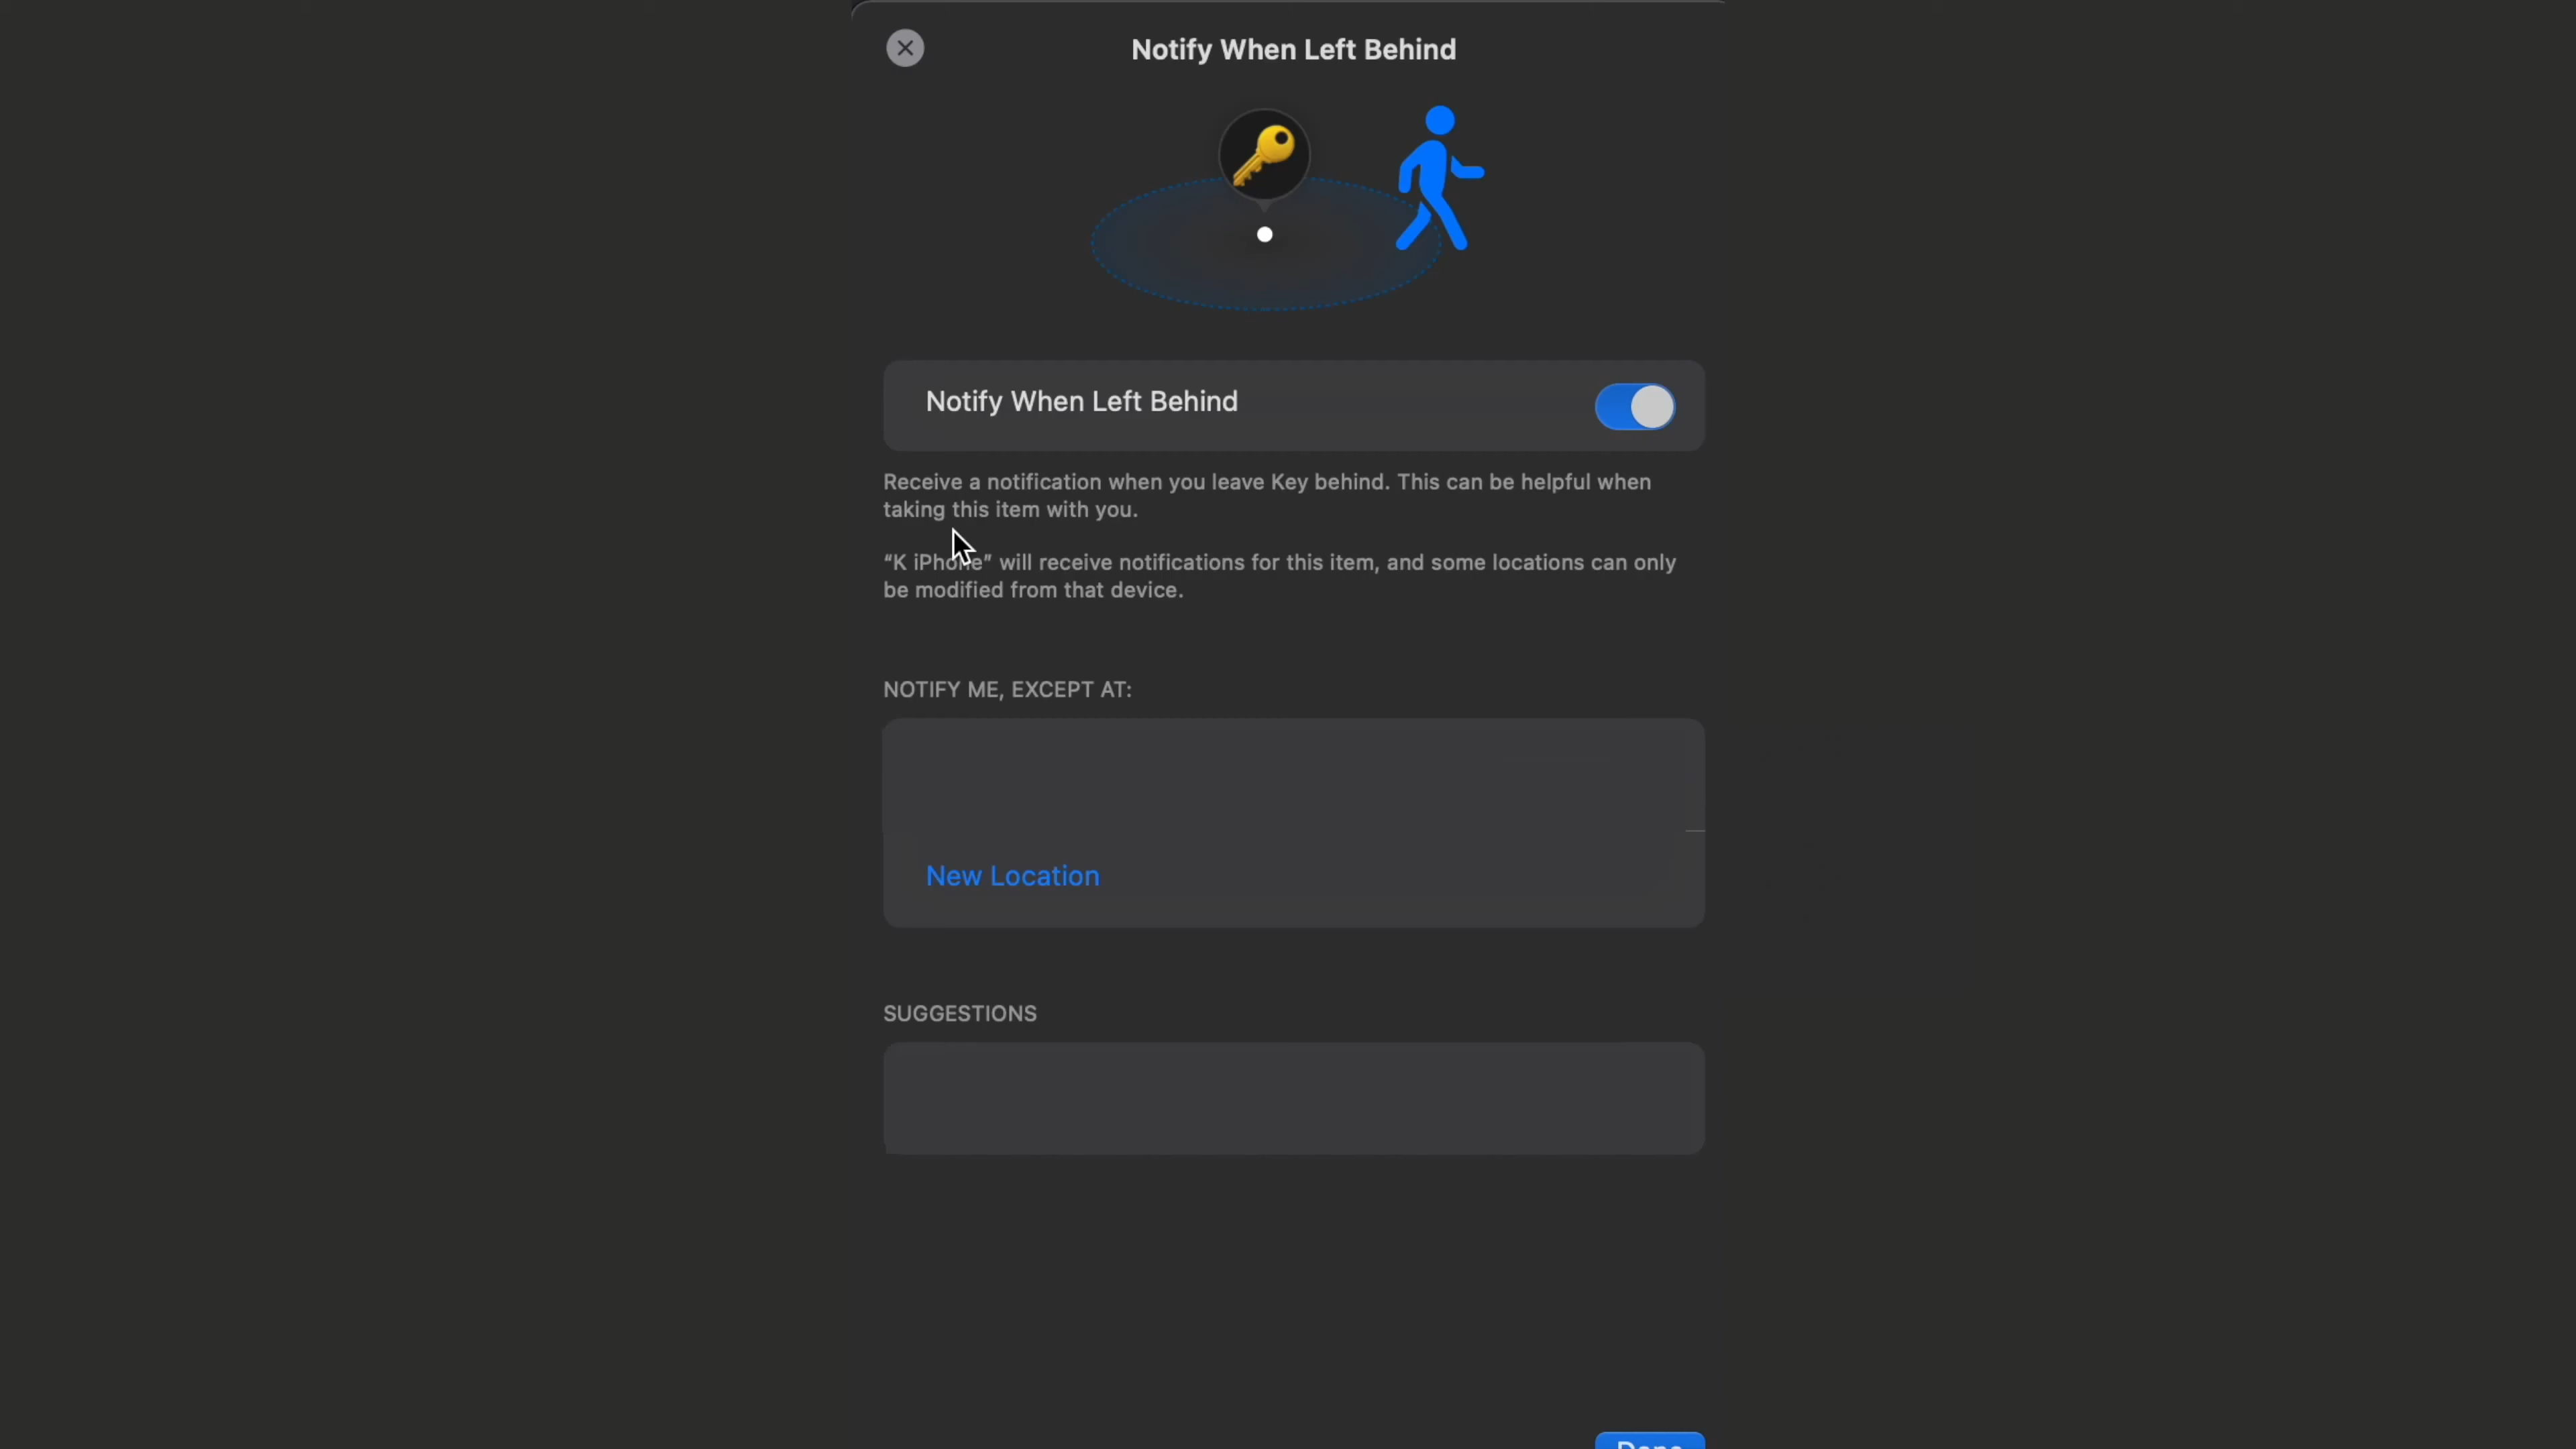 Notify When Left Behind
Notify When Left Behind
Receive a notification when you leave Key behind. This can be helpful when
taking this item with you.
“K iPhone” will receive notifications for this item, and some locations can only
be modified from that device.
NOTIFY ME, EXCEPT AT:
New Location
SUGGESTIONS
Done